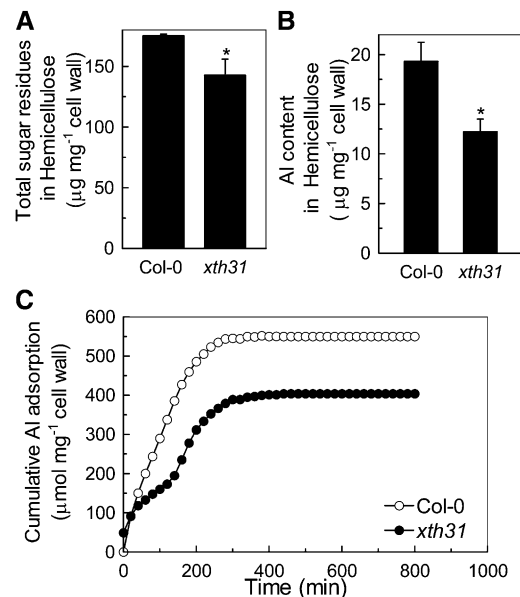 A
Total sugar residues
in Hemicellulose
(μg mg⁻¹ cell wall)
150
100
50
0
Col-0
xth31
*
B
Al content
in Hemicellulose
( μg mg⁻¹ cell wall)
20
15
10
5
0
Col-0
xth31
*
C
Cumulative Al adsorption
(μmol mg⁻¹ cell wall)
600
500
400
300
200
100
0
0 200 400 600 800 1000
Time (min)
Col-0
xth31